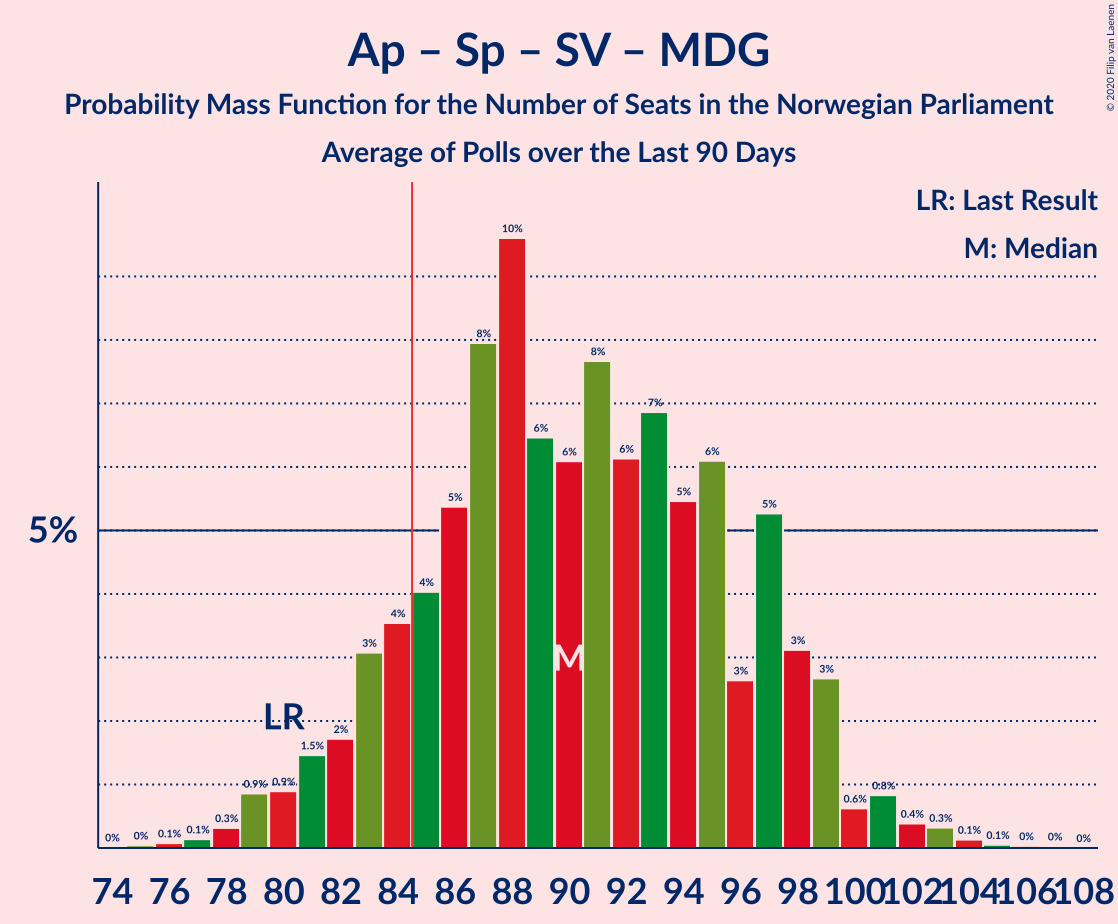 Ap – Sp – SV – MDG
Probability Mass Function for the Number of Seats in the Norwegian Parliament
Average of Polls over the Last 90 Days
© 2020 Filip van Laenen
LR: Last Result
M: Median
5%
LR
M
0% 0% 0.1% 0.1% 0.3% 0.9% 0.9% 1.5% 2% 3% 4% 4% 5% 8% 10% 6% 6% 8% 6% 7% 5% 6% 3% 5% 3% 3% 0.6% 0.8% 0.4% 0.3% 0.1% 0.1% 0% 0% 0%
74 76 78 80 82 84 86 88 90 92 94 96 98 100 102 104 106 108